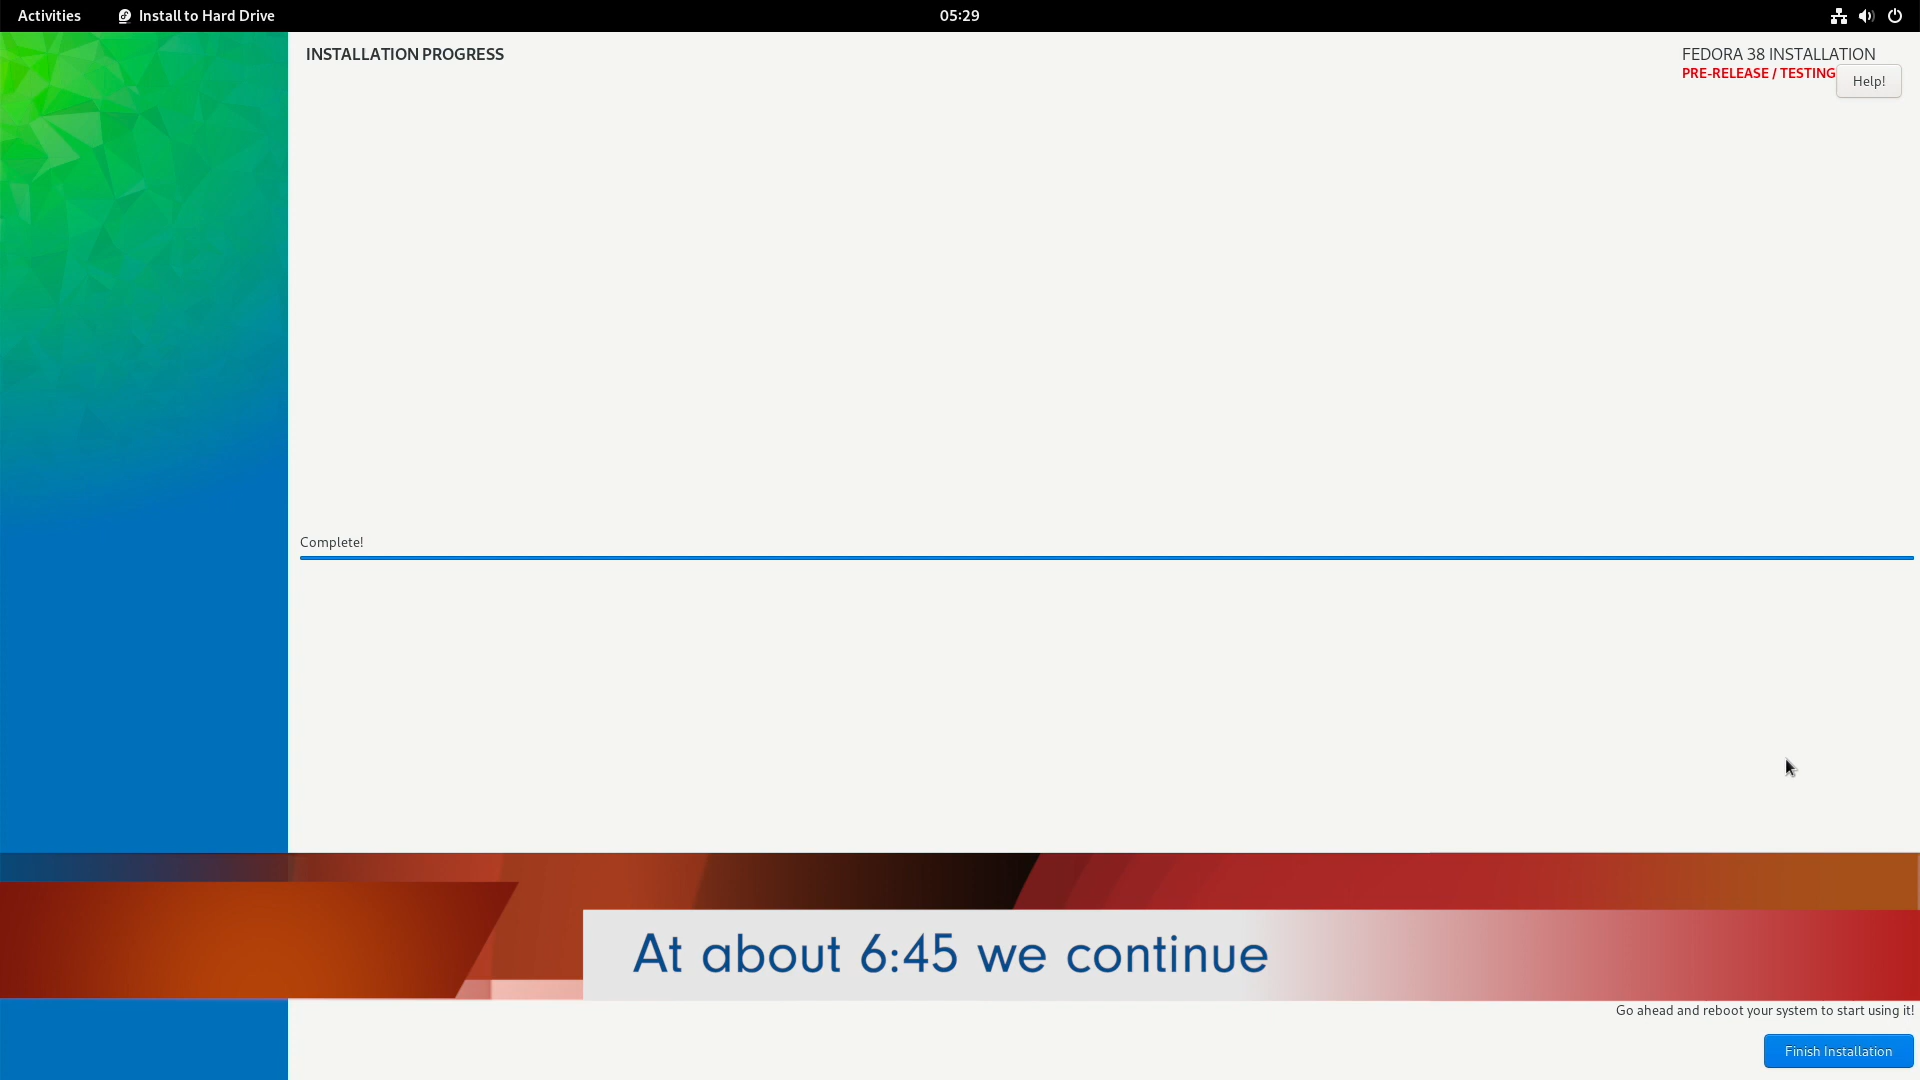 Activities
Install to Hard Drive
05:29
INSTALLATION PROGRESS
FEDORA 38 INSTALLATION
PRE-RELEASE / TESTING
Help!
Complete!
At about 6:45 we continue
Go ahead and reboot your system to start using it!
Finish Installation